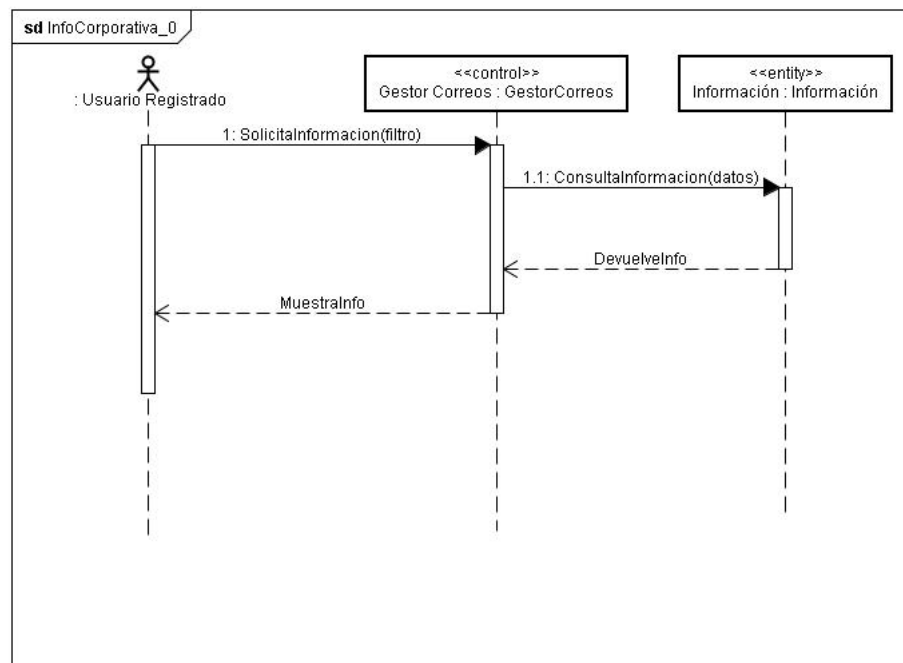 sd InfoCorporativa_0
: Usuario Registrado
<<control>>
Gestor Correos : GestorCorreos
<<entity>>
Información : Información
1: SolicitaInformacion(filtro)
1.1: ConsultaInformacion(datos)
DevuelveInfo
MuestraInfo